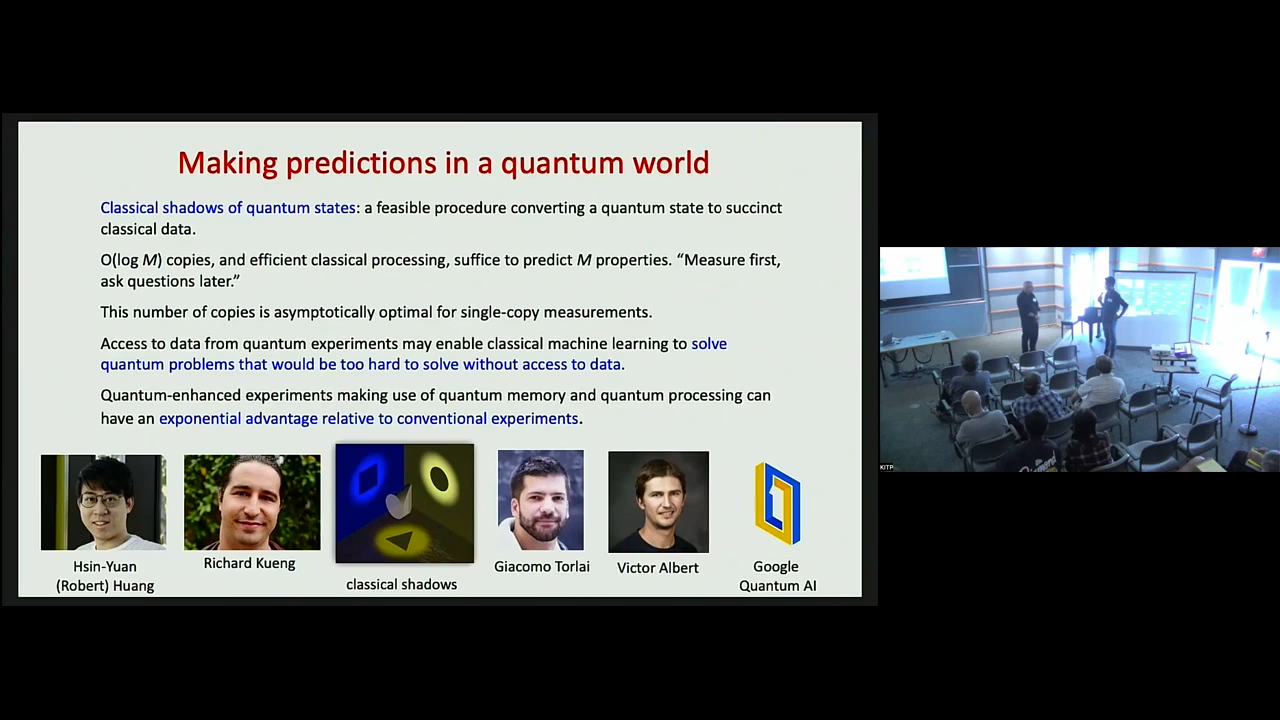 Making predictions in a quantum world
Classical shadows of quantum states: a feasible procedure converting a quantum state to succinct
classical data.
O(log M) copies, and efficient classical processing, suffice to predict M properties. “Measure first,
ask questions later.”
This number of copies is asymptotically optimal for single-copy measurements.
Access to data from quantum experiments may enable classical machine learning to solve
quantum problems that would be too hard to solve without access to data.
Quantum-enhanced experiments making use of quantum memory and quantum processing can
have an exponential advantage relative to conventional experiments.
Hsin-Yuan
(Robert) Huang
Richard Kueng
classical shadows
Giacomo Torlai
Victor Albert
Google
Quantum AI
KITP